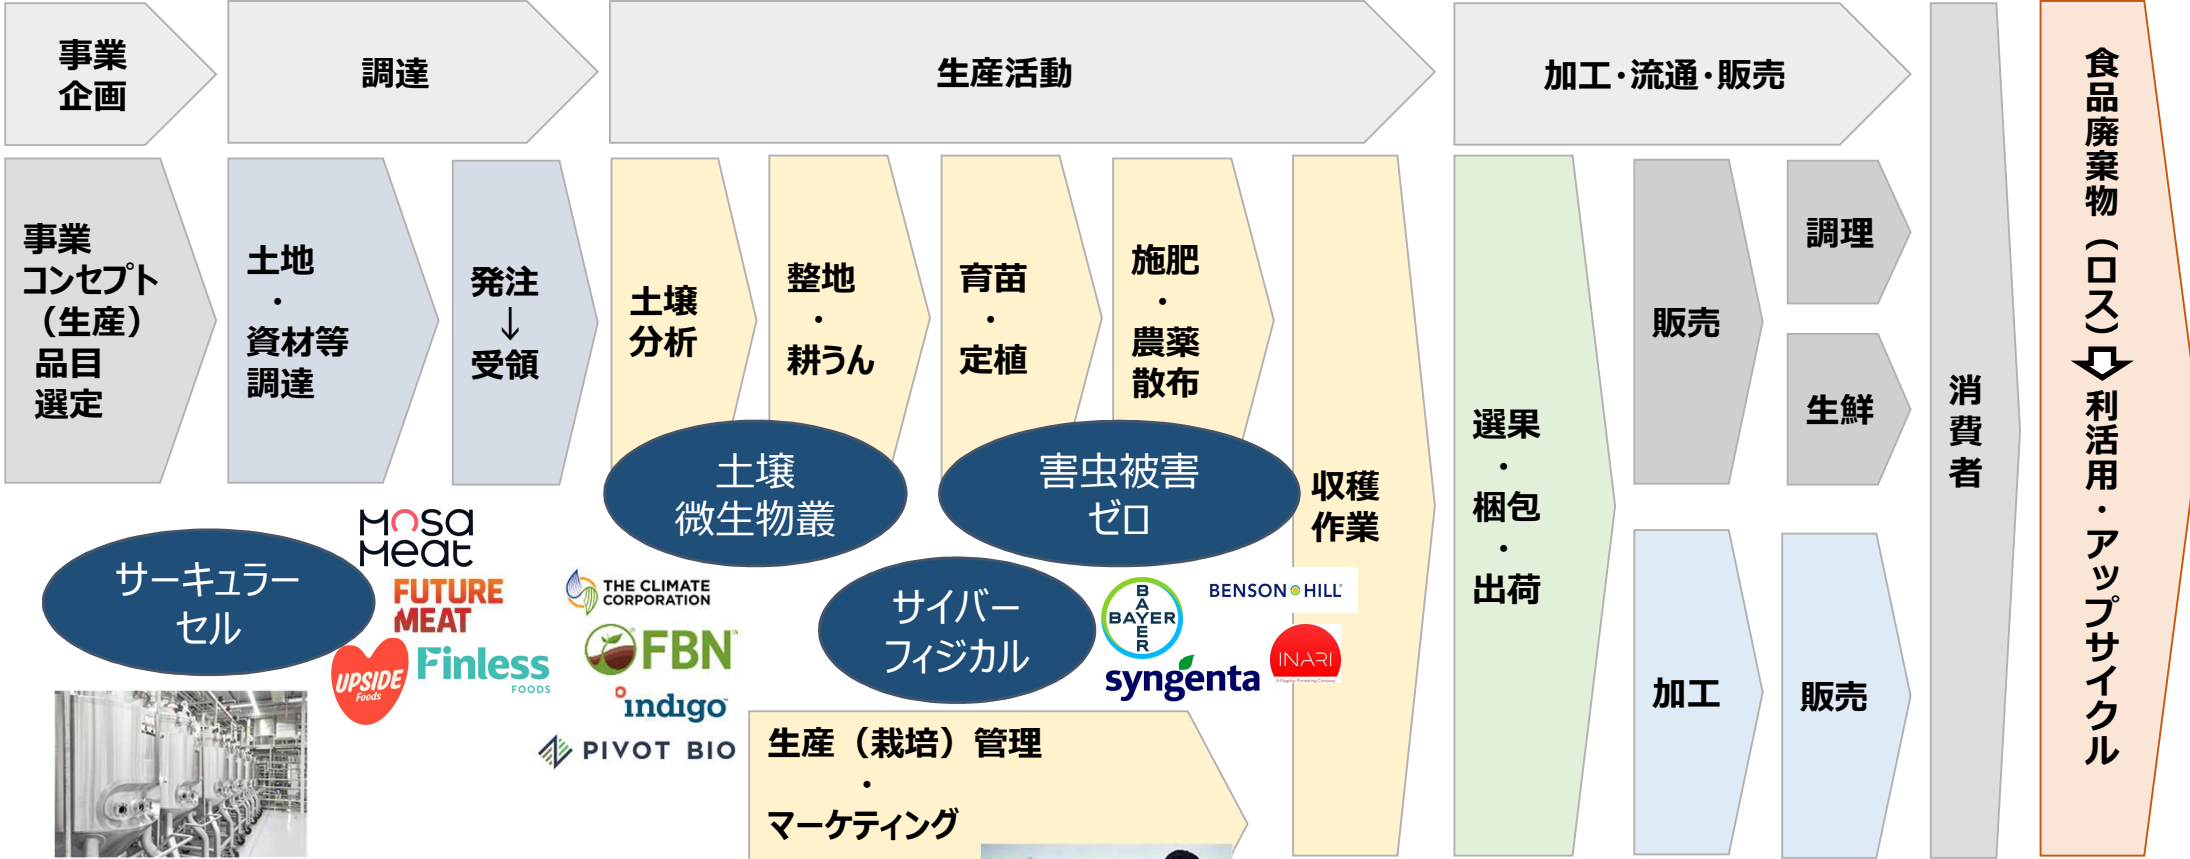 事業
企画
調達
生産活動
加工・流通・販売
事業
コンセプト
（生産）
品目
選定
土地
・
資材等
調達
発注
↓
受領
土壌
分析
整地
・
耕うん
育苗
・
定植
施肥
・
農薬
散布
収穫
作業
選果
・
梱包
・
出荷
販売
調理
生鮮
加工
販売
消費者
食品廃棄物（ロス）⇩利活用・アップサイクル
土壌
微生物叢
害虫被害
ゼロ
サーキュラー
セル
サイバー
フィジカル
Mosa
Meat
FUTURE
MEAT
UPSIDE
Foods
Finless
FOODS
THE CLIMATE
CORPORATION
FBN
indigo
PIVOT BIO
BAYER
BAYER
BENSON HILL
syngenta
INARI
生産（栽培）管理
・
マーケティング